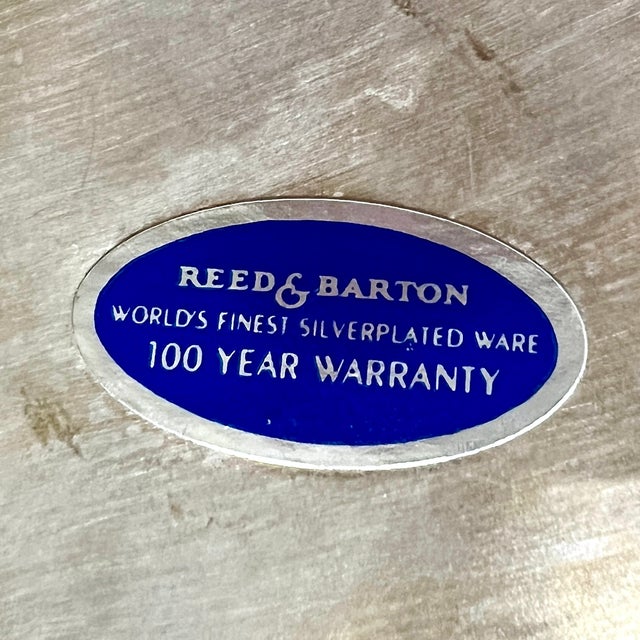 REED & BARTON
WORLD'S FINEST SILVERPLATED WARE
100 YEAR WARRANTY